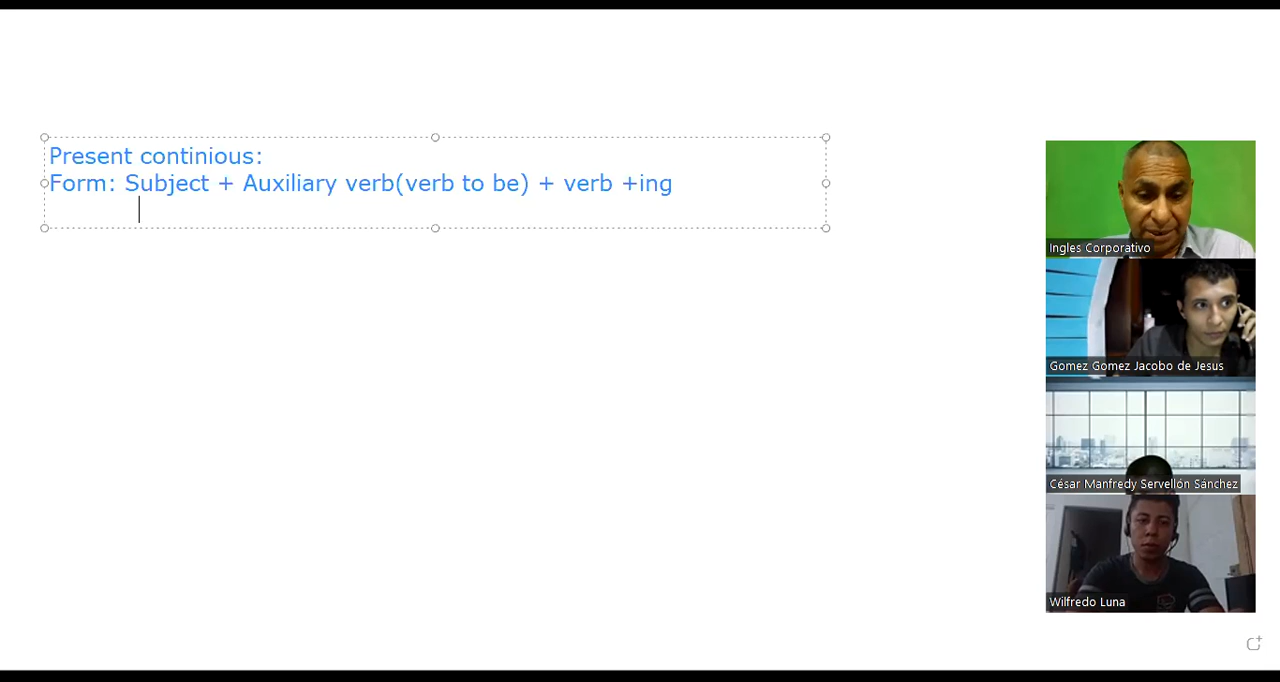 Present continious:
Form: Subject + Auxiliary verb(verb to be) + verb +ing
Ingles Corporativo
Gomez Gomez Jacobo de Jesus
César Manfredy Servellón Sánchez
Wilfredo Luna